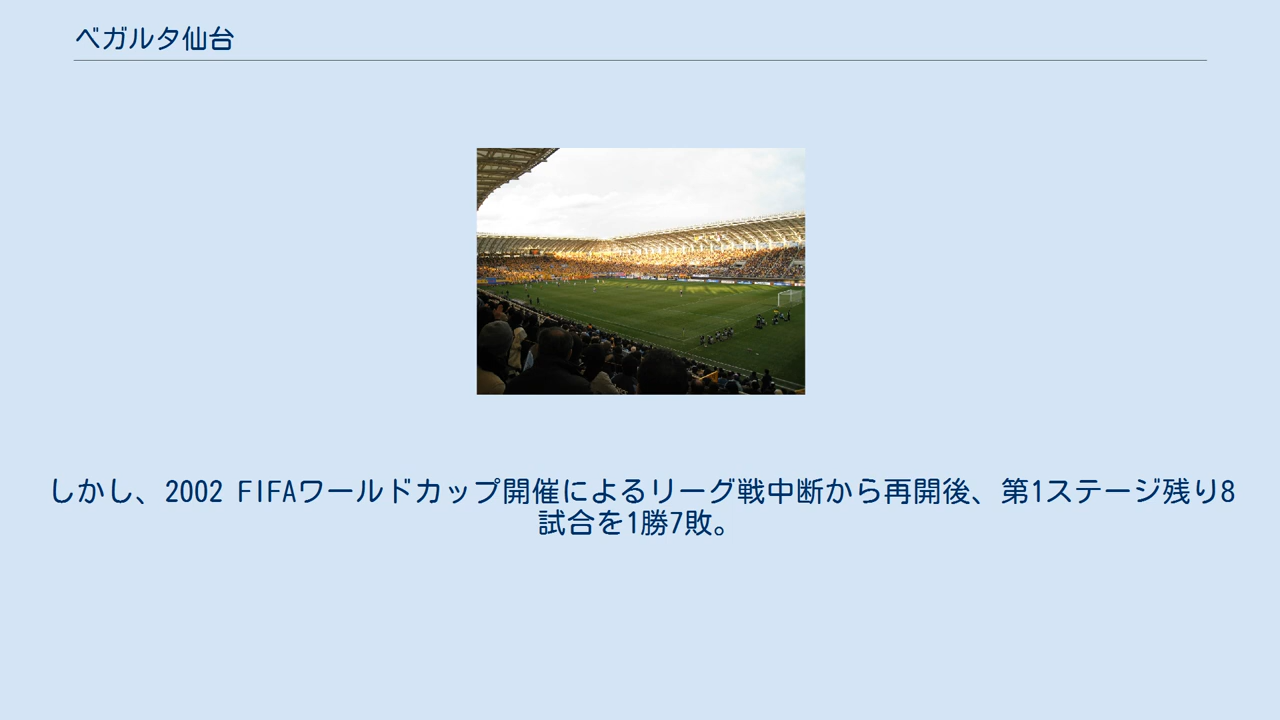 ベガルタ仙台
しかし、2002 FIFAワールドカップ開催によるリーグ戦中断から再開後、第1ステージ残り8
試合を1勝7敗。